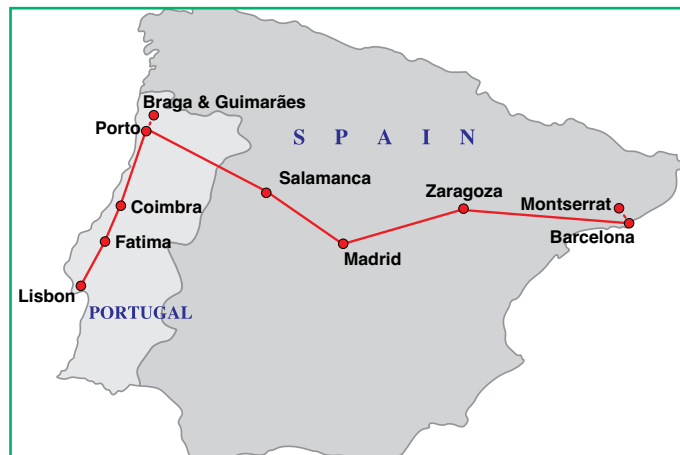 Braga & Guimarães
Porto
S P A I N
Salamanca
Zaragoza
Montserrat
Coimbra
Barcelona
Fatima
Madrid
Lisbon
PORTUGAL